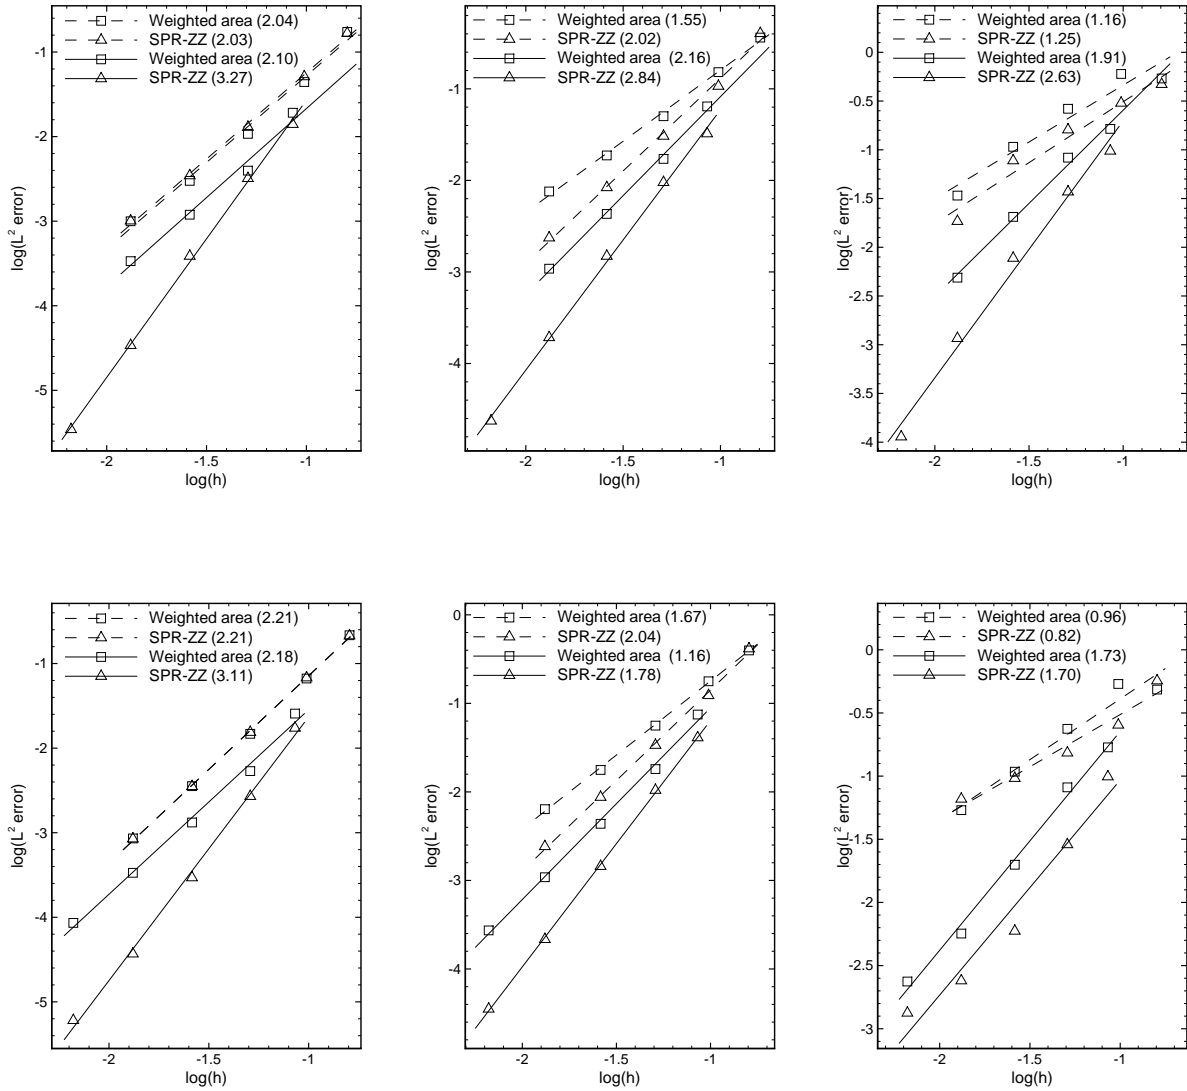 Weighted area (2.04)
SPR-ZZ (2.03)
Weighted area (2.10)
SPR-ZZ (3.27)
-1
-2
-3
-4
-5
log(L² error)
-2
-1.5
-1
log(h)
Weighted area (1.55)
SPR-ZZ (2.02)
Weighted area (2.16)
SPR-ZZ (2.84)
0
-1
-2
-3
-4
log(L² error)
-2
-1.5
-1
log(h)
Weighted area (1.16)
SPR-ZZ (1.25)
Weighted area (1.91)
SPR-ZZ (2.63)
0
-0.5
-1
-1.5
-2
-2.5
-3
-3.5
-4
log(L² error)
-2
-1.5
-1
log(h)
Weighted area (2.21)
SPR-ZZ (2.21)
Weighted area (2.18)
SPR-ZZ (3.11)
-1
-2
-3
-4
-5
log(L² error)
-2
-1.5
-1
log(h)
Weighted area (1.67)
SPR-ZZ (2.04)
Weighted area (1.16)
SPR-ZZ (1.78)
0
-1
-2
-3
-4
log(L² error)
-2
-1.5
-1
log(h)
Weighted area (0.96)
SPR-ZZ (0.82)
Weighted area (1.73)
SPR-ZZ (1.70)
0
-0.5
-1
-1.5
-2
-2.5
-3
log(L² error)
-2
-1.5
-1
log(h)